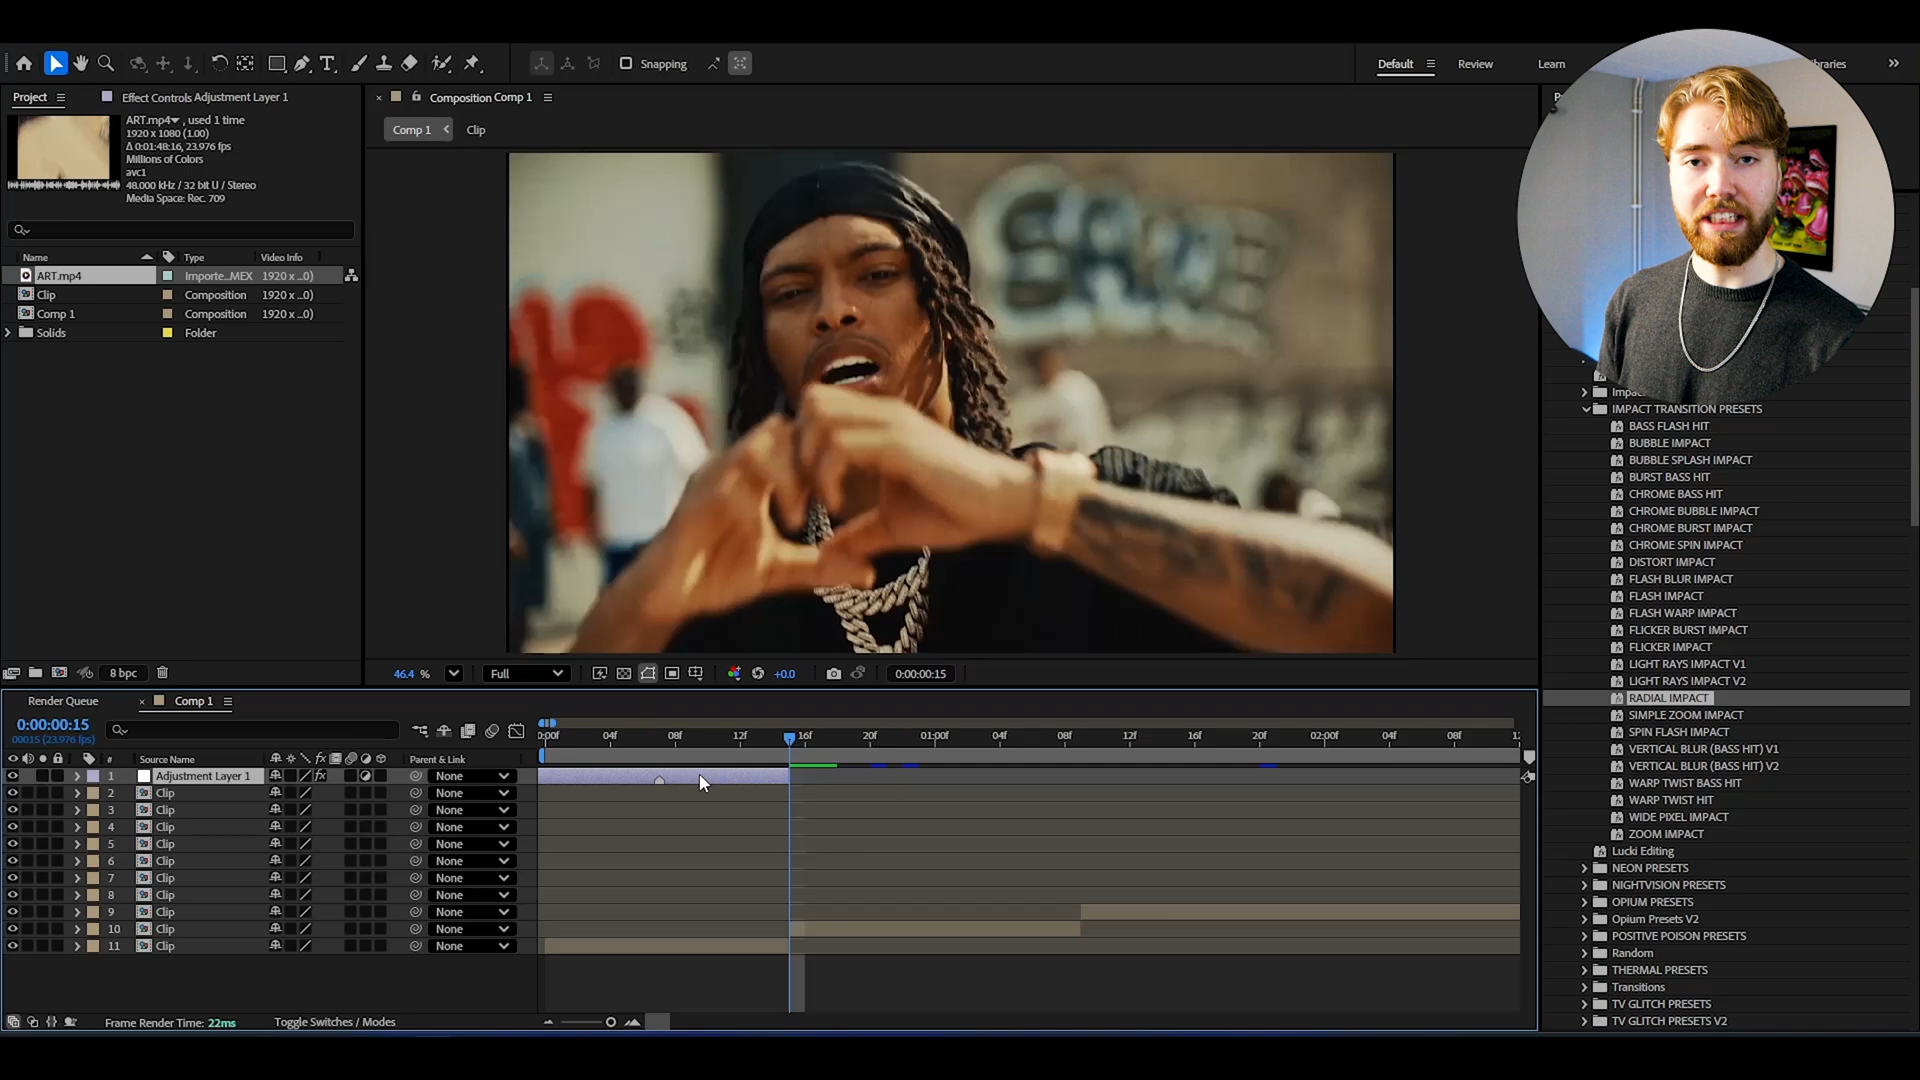 Snapping
Default
Review
Learn
Libraries
Project
Effect Controls Adjustment Layer 1
Composition Comp 1
ART.mp4 , used 1 time
1920 x 1080 (1.00)
Δ 0:01:48:16, 23.976 fps
Millions of Colors
avc1
48.000 kHz / 32 bit U / Stereo
Media Space: Rec. 709
Comp 1
Clip
Name
Type
Video Info
ART.mp4
Importe...MEX
1920 x ...0)
Clip
Composition
1920 x ...0)
Comp 1
Composition
1920 x ...0)
Solids
Folder
8 bpc
46.4 %
Full
+0.0
0:00:00:15
IMPACT TRANSITION PRESETS
BASS FLASH HIT
BUBBLE IMPACT
BUBBLE SPLASH IMPACT
BURST BASS HIT
CHROME BASS HIT
CHROME BUBBLE IMPACT
CHROME BURST IMPACT
CHROME SPIN IMPACT
DISTORT IMPACT
FLASH BLUR IMPACT
FLASH IMPACT
FLASH WARP IMPACT
FLICKER BURST IMPACT
FLICKER IMPACT
LIGHT RAYS IMPACT V1
LIGHT RAYS IMPACT V2
RADIAL IMPACT
SIMPLE ZOOM IMPACT
SPIN FLASH IMPACT
VERTICAL BLUR (BASS HIT) V1
VERTICAL BLUR (BASS HIT) V2
WARP TWIST BASS HIT
WARP TWIST HIT
WIDE PIXEL IMPACT
ZOOM IMPACT
Lucki Editing
NEON PRESETS
NIGHTVISION PRESETS
OPIUM PRESETS
Opium Presets V2
POSITIVE POISON PRESETS
Random
THERMAL PRESETS
Transitions
TV GLITCH PRESETS
TV GLITCH PRESETS V2
Render Queue
Comp 1
0:00:00:15
00015 (23.976 fps)
:00f 04f 08f 12f 16f 20f 01:00f 04f 08f 12f 16f 20f 02:00f 04f 08f 12
# Source Name Parent & Link
1 Adjustment Layer 1 None
2 Clip None
3 Clip None
4 Clip None
5 Clip None
6 Clip None
7 Clip None
8 Clip None
9 Clip None
10 Clip None
11 Clip None
Frame Render Time: 22ms
Toggle Switches / Modes